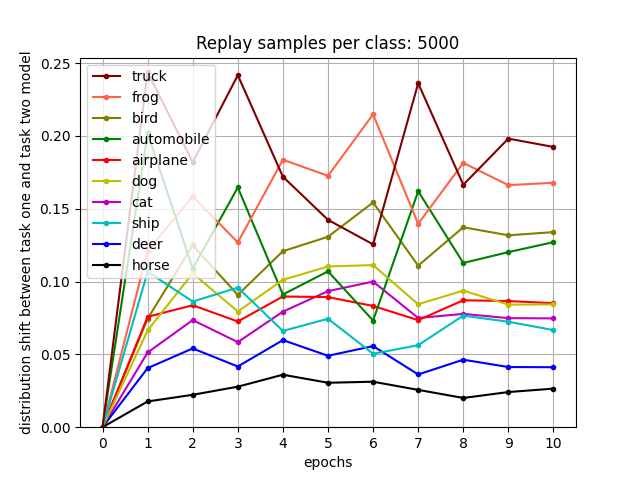 Replay samples per class: 5000
distribution shift between task one and task two model
0.25
0.20
0.15
0.10
0.05
0.00
truck
frog
bird
automobile
airplane
dog
cat
ship
deer
horse
0 1 2 3 4 5 6 7 8 9 10
epochs